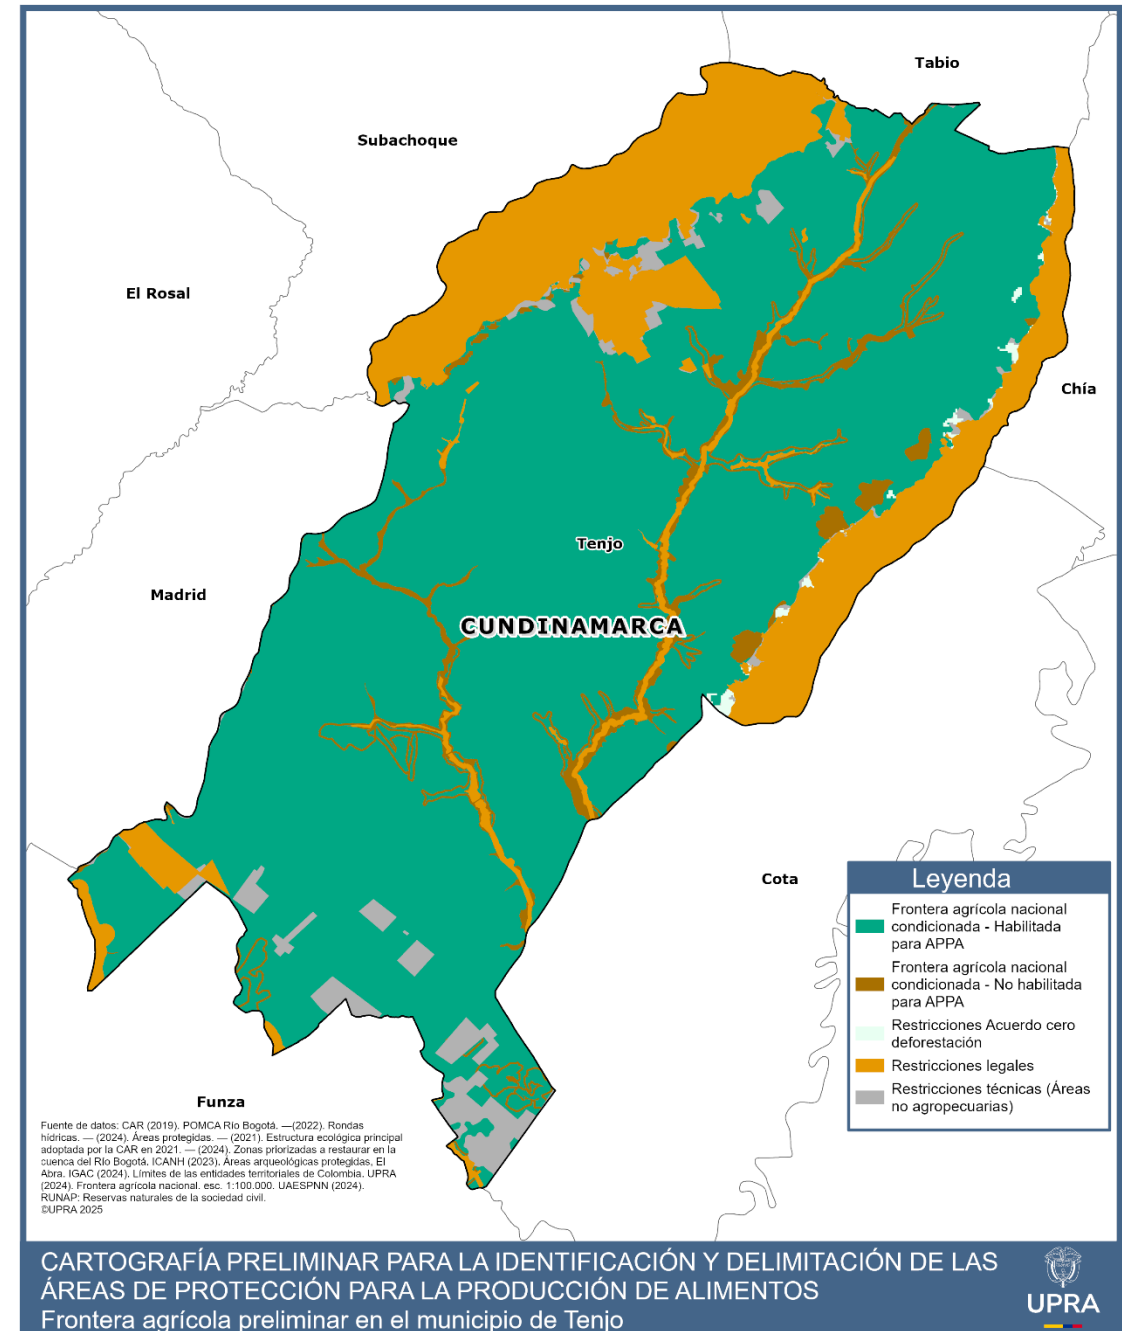 Tabio
Subachoque
El Rosal
Chía
Tenjo
Madrid
CUNDINAMARCA
Cota
Leyenda
Frontera agrícola nacional
condicionada - Habilitada
para APPA
Frontera agrícola nacional
condicionada - No habilitada
para APPA
Restricciones Acuerdo cero
deforestación
Restricciones legales
Restricciones técnicas (Áreas
no agropecuarias)
Funza
Fuente de datos: CAR (2019). POMCA Río Bogotá. —(2022). Rondas
hídricas. — (2024). Áreas protegidas. — (2021). Estructura ecológica principal
adoptada por la CAR en 2021. — (2024). Zonas priorizadas a restaurar en la
cuenca del Río Bogotá. ICANH (2023). Áreas arqueológicas protegidas, El
Abra. IGAC (2024). Límites de las entidades territoriales de Colombia. UPRA
(2024). Frontera agrícola nacional. esc. 1:100.000. UAESPNN (2024).
RUNAP: Reservas naturales de la sociedad civil.
©UPRA 2025
CARTOGRAFÍA PRELIMINAR PARA LA IDENTIFICACIÓN Y DELIMITACIÓN DE LAS
ÁREAS DE PROTECCIÓN PARA LA PRODUCCIÓN DE ALIMENTOS
Frontera agrícola preliminar en el municipio de Tenjo
UPRA